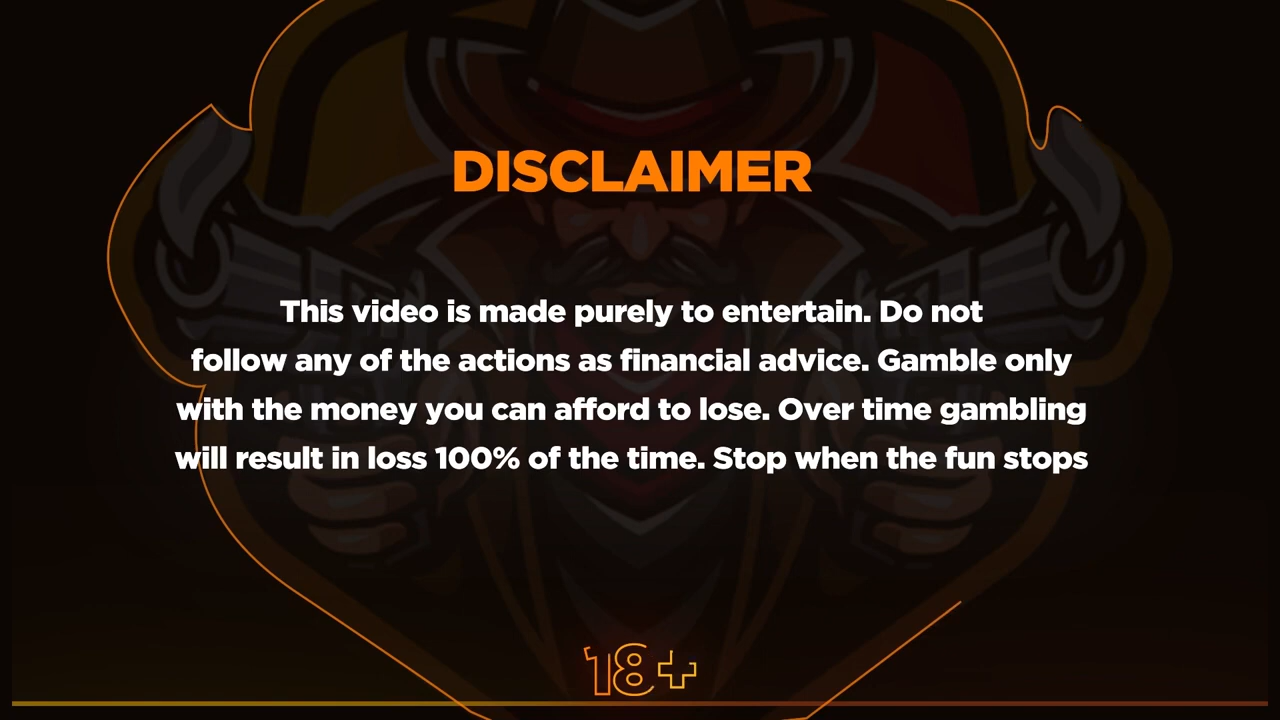 DISCLAIMER
This video is made purely to entertain. Do not
follow any of the actions as financial advice. Gamble only
with the money you can afford to lose. Over time gambling
will result in loss 100% of the time. Stop when the fun stops
18+